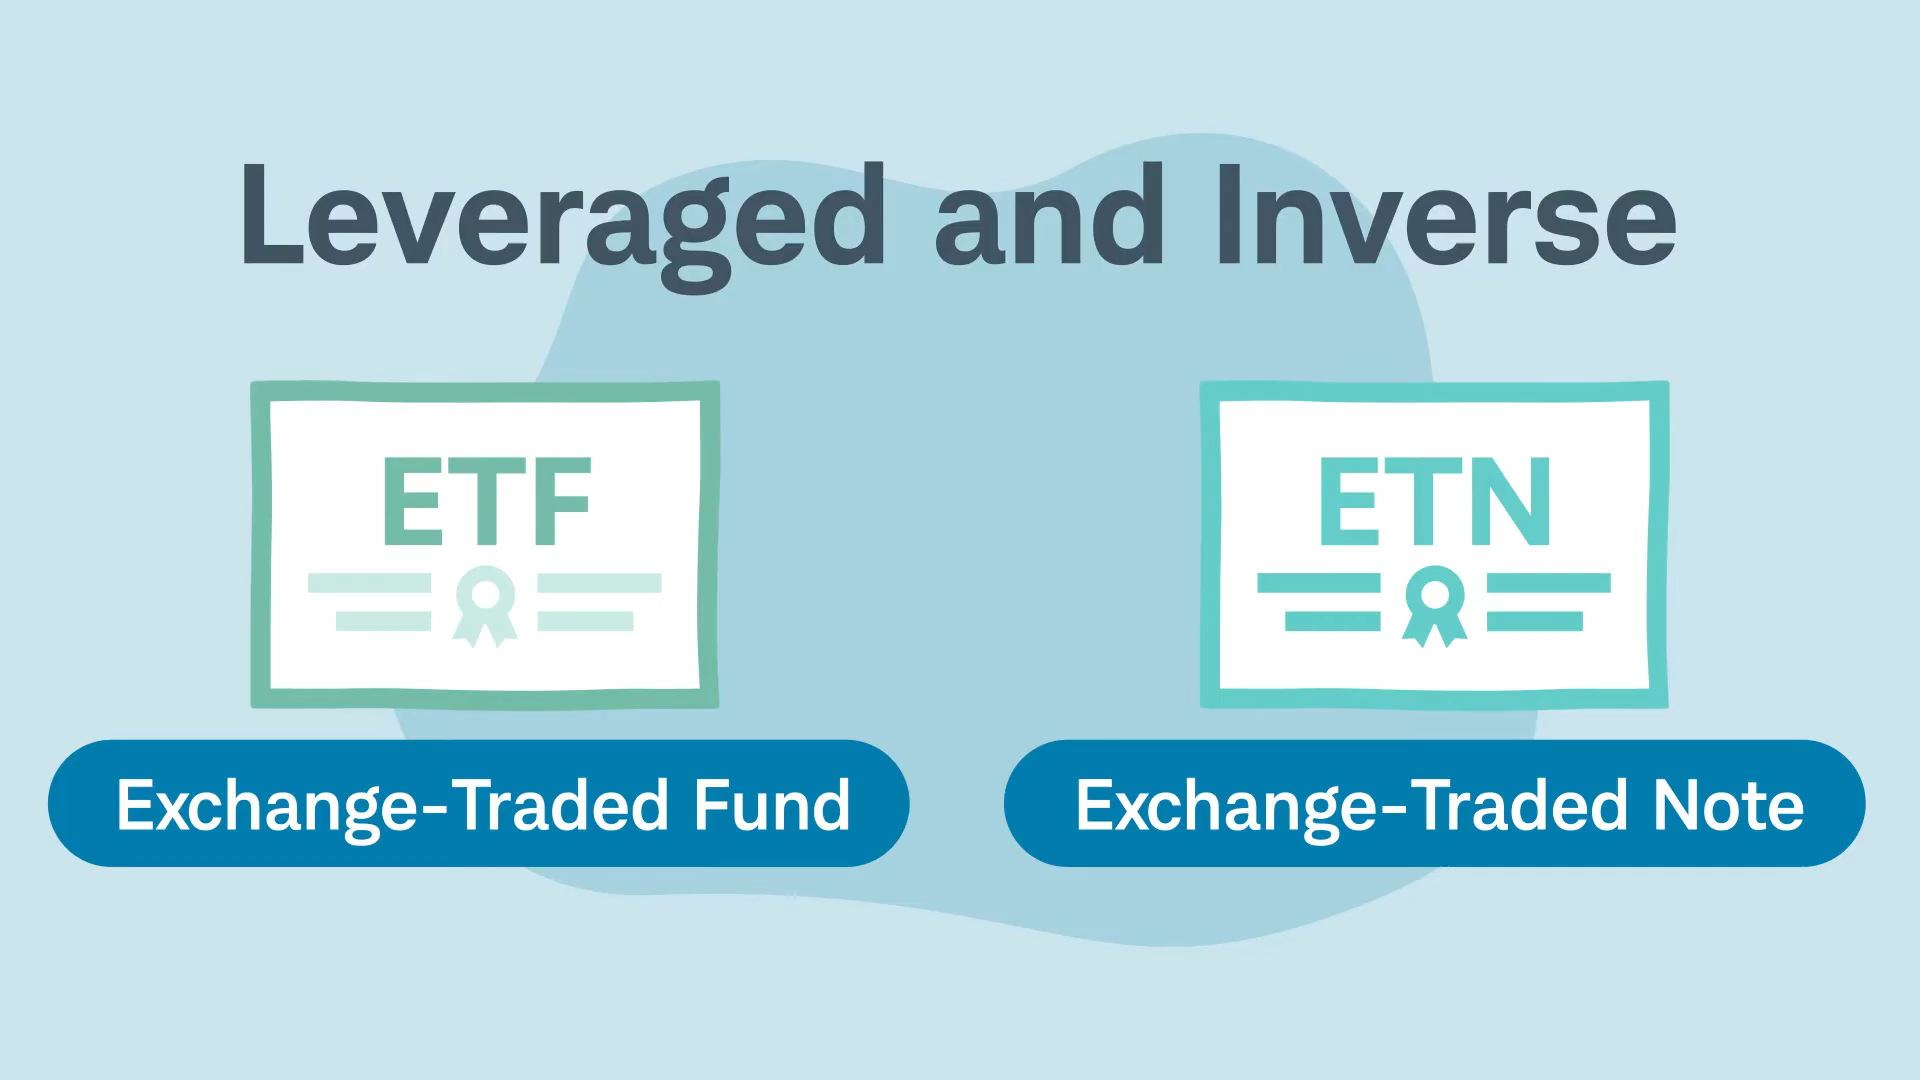 Leveraged and Inverse
ETF
ETN
Exchange-Traded Fund
Exchange-Traded Note